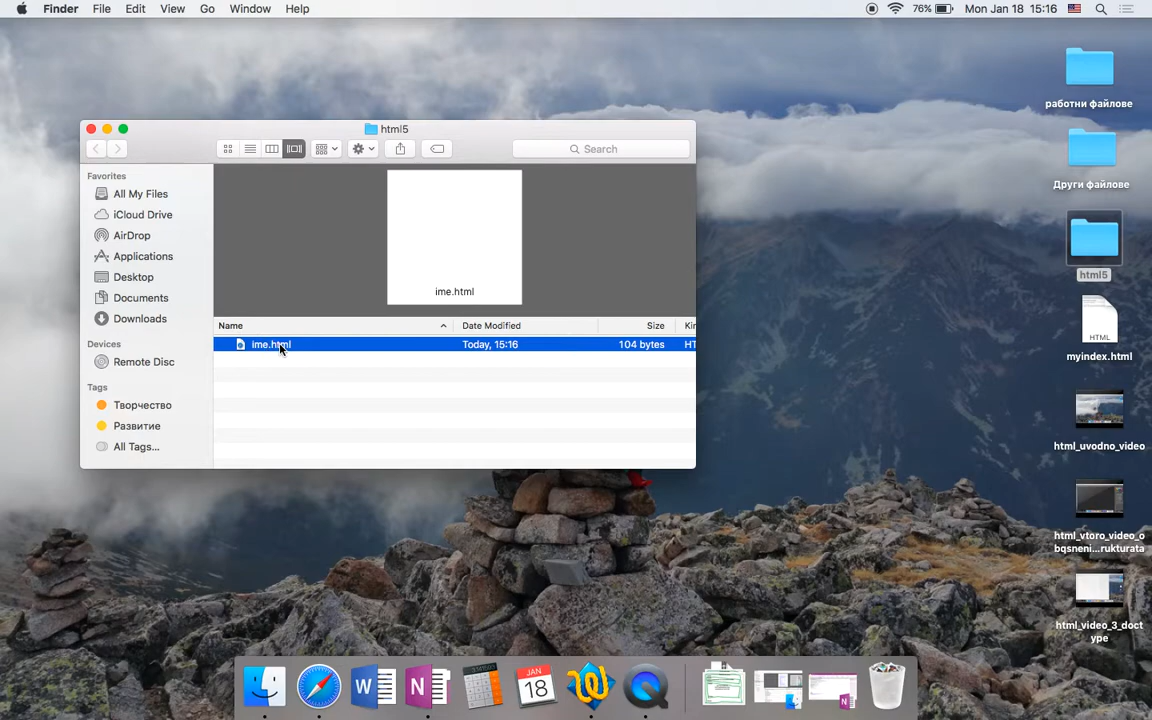 Finder File Edit View Go Window Help 76% Mon Jan 18 15:16
работни файлове
html5
Search
Favorites
All My Files
iCloud Drive
AirDrop
Applications
Desktop
Documents
Downloads
Devices
Remote Disc
Tags
Творчество
Развитие
All Tags...
ime.html
Name Date Modified Size Kin
ime.html Today, 15:16 104 bytes HT
Други файлове
html5
HTML
myindex.html
html_uvodno_video
html_vtoro_video_o
bqsneni...rukturata
html_video_3_doct
ype
JAN
18